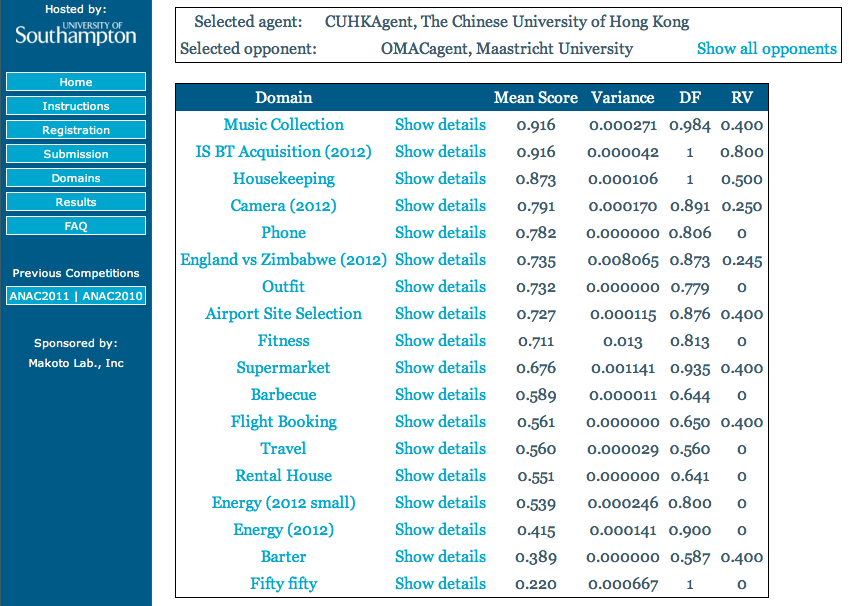 Hosted by:
UNIVERSITY OF
Southampton
Home
Instructions
Registration
Submission
Domains
Results
FAQ
Previous Competitions
ANAC2011 | ANAC2010
Sponsored by:
Makoto Lab., Inc
Selected agent: CUHKAgent, The Chinese University of Hong Kong
Selected opponent: OMACagent, Maastricht University Show all opponents
Domain Mean Score Variance DF RV
Music Collection Show details 0.916 0.000271 0.984 0.400
IS BT Acquisition (2012) Show details 0.916 0.000042 1 0.800
Housekeeping Show details 0.873 0.000106 1 0.500
Camera (2012) Show details 0.791 0.000170 0.891 0.250
Phone Show details 0.782 0.000000 0.806 0
England vs Zimbabwe (2012) Show details 0.735 0.008065 0.873 0.245
Outfit Show details 0.732 0.000000 0.779 0
Airport Site Selection Show details 0.727 0.000115 0.876 0.400
Fitness Show details 0.711 0.013 0.813 0
Supermarket Show details 0.676 0.001141 0.935 0.400
Barbecue Show details 0.589 0.000011 0.644 0
Flight Booking Show details 0.561 0.000000 0.650 0.400
Travel Show details 0.560 0.000029 0.560 0
Rental House Show details 0.551 0.000000 0.641 0
Energy (2012 small) Show details 0.539 0.000246 0.800 0
Energy (2012) Show details 0.415 0.000141 0.900 0
Barter Show details 0.389 0.000000 0.587 0.400
Fifty fifty Show details 0.220 0.000667 1 0